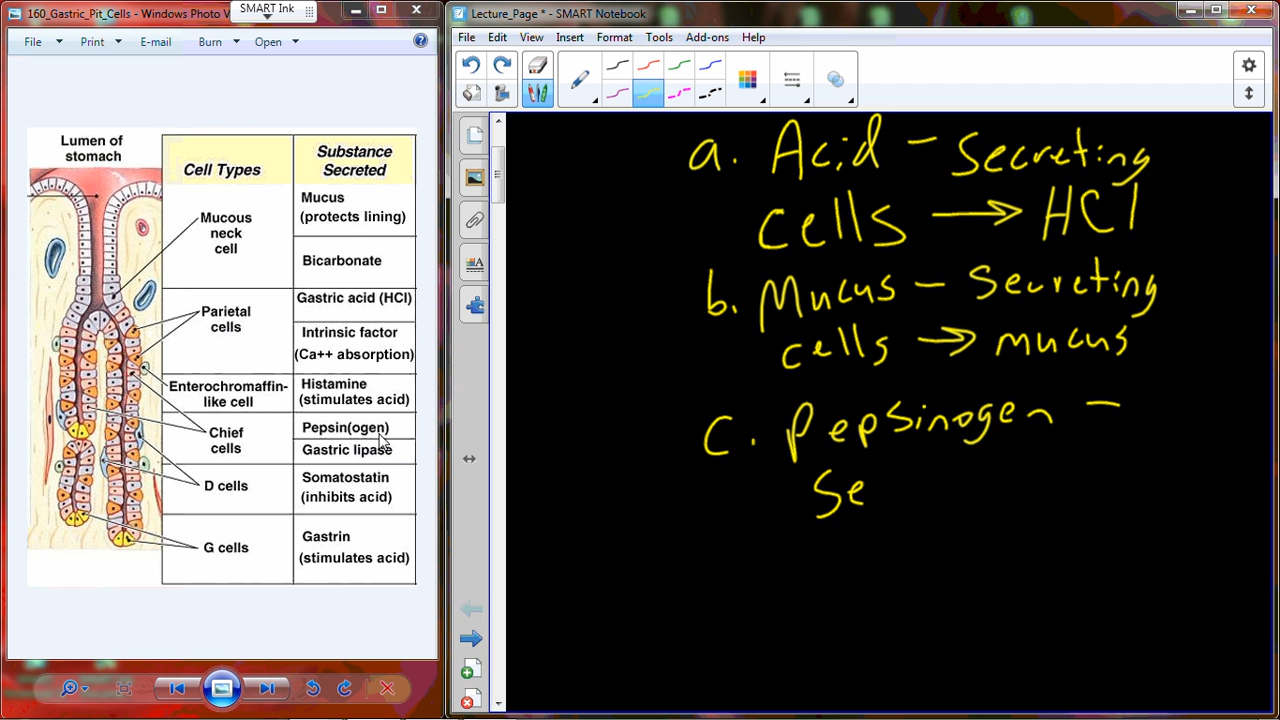 160_Gastric_Pit_Cells - Windows Photo V
SMART Ink
File Print E-mail Burn Open
Lumen of
stomach
Cell Types
Substance
Secreted
Mucous
neck
cell
Mucus
(protects lining)
Bicarbonate
Parietal
cells
Gastric acid (HCl)
Intrinsic factor
(Ca++ absorption)
Enterochromaffin-
like cell
Histamine
(stimulates acid)
Chief
cells
Pepsin(ogen)
Gastric lipase
D cells
Somatostatin
(inhibits acid)
G cells
Gastrin
(stimulates acid)
Lecture_Page * - SMART Notebook
File Edit View Insert Format Tools Add-ons Help
a. Acid - Secreting
cells → HCl
b. Mucus - Secreting
cells → mucus
C. Pepsinogen -
Se